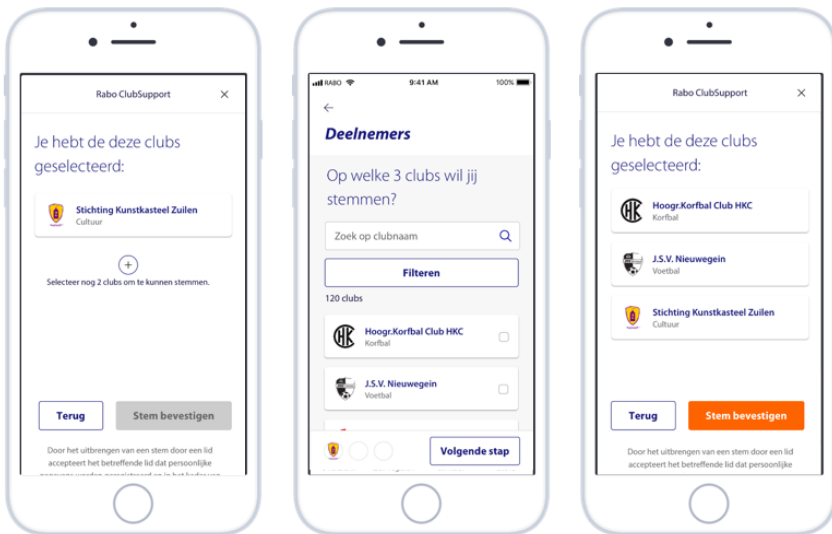 Rabo ClubSupport
Je hebt de deze clubs
geselecteerd:
Stichting Kunstkasteel Zuilen
Cultuur
Selecteer nog 2 clubs om te kunnen stemmen.
Terug
Stem bevestigen
Door het uitbrengen van een stem door een lid
accepteert het betreffende lid dat persoonlijke
RABO
9:41 AM
100%
Deelnemers
Op welke 3 clubs wil jij
stemmen?
Zoek op clubnaam
Filteren
120 clubs
Hoogr.Korfbal Club HKC
Korfbal
J.S.V. Nieuwegein
Voetbal
Volgende stap
Rabo ClubSupport
Je hebt de deze clubs
geselecteerd:
Hoogr.Korfbal Club HKC
Korfbal
J.S.V. Nieuwegein
Voetbal
Stichting Kunstkasteel Zuilen
Cultuur
Terug
Stem bevestigen
Door het uitbrengen van een stem door een lid
accepteert het betreffende lid dat persoonlijke